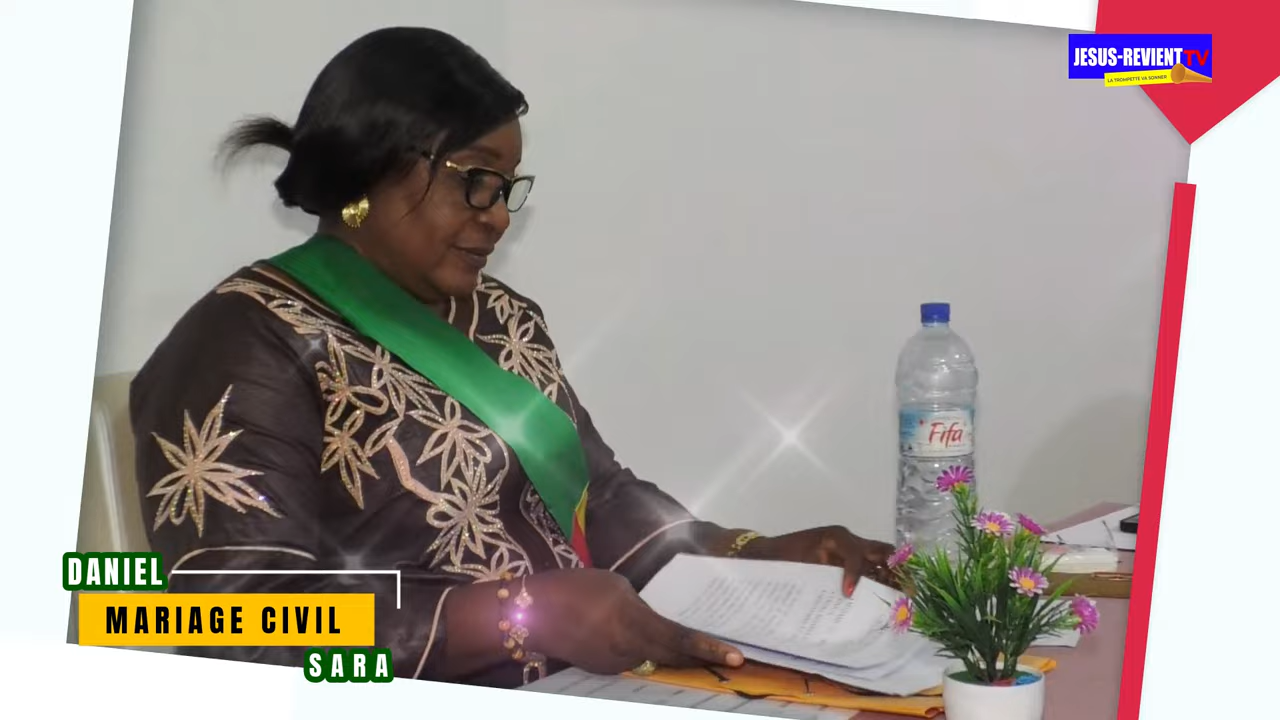 JESUS-REVIENT TV
LA TROMPETTE VA SONNER
Fifa
DANIEL
MARIAGE CIVIL
SARA